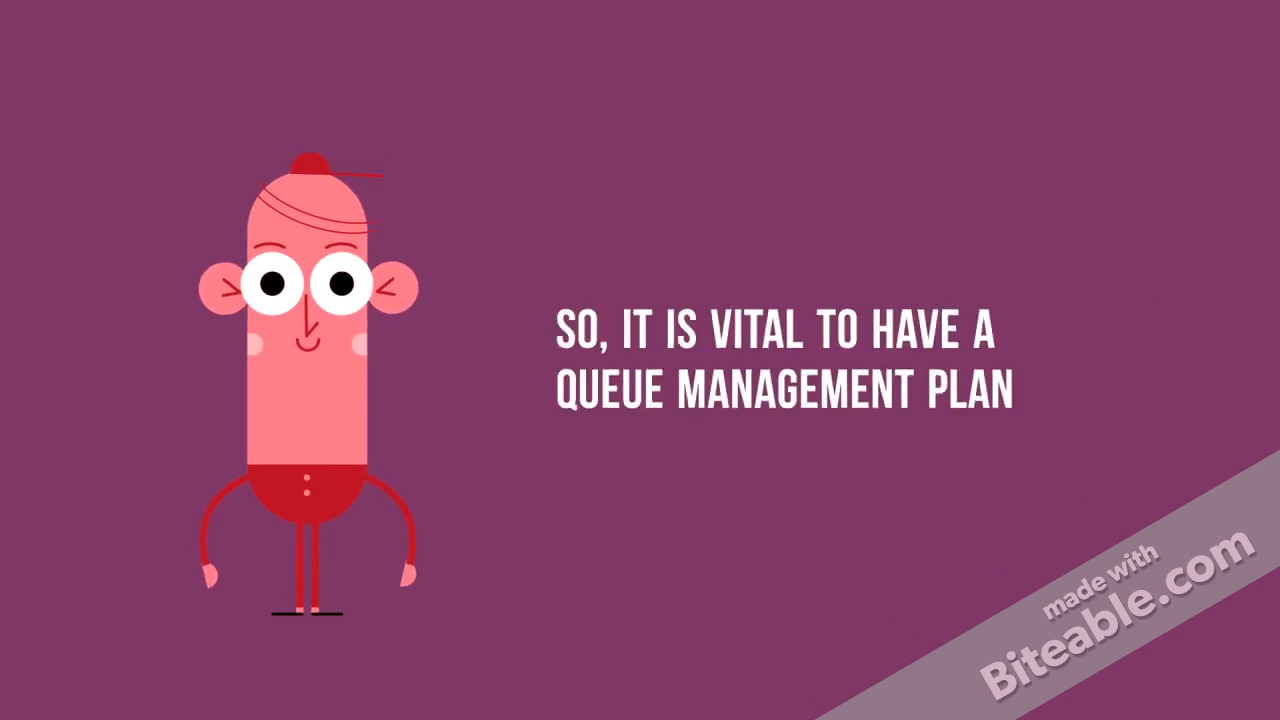 SO, IT IS VITAL TO HAVE A
QUEUE MANAGEMENT PLAN
made with
Biteable.com